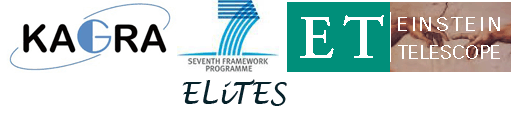 KAGRA
SEVENTH FRAMEWORK
PROGRAMME
ET EINSTEIN
TELESCOPE
ELiTES